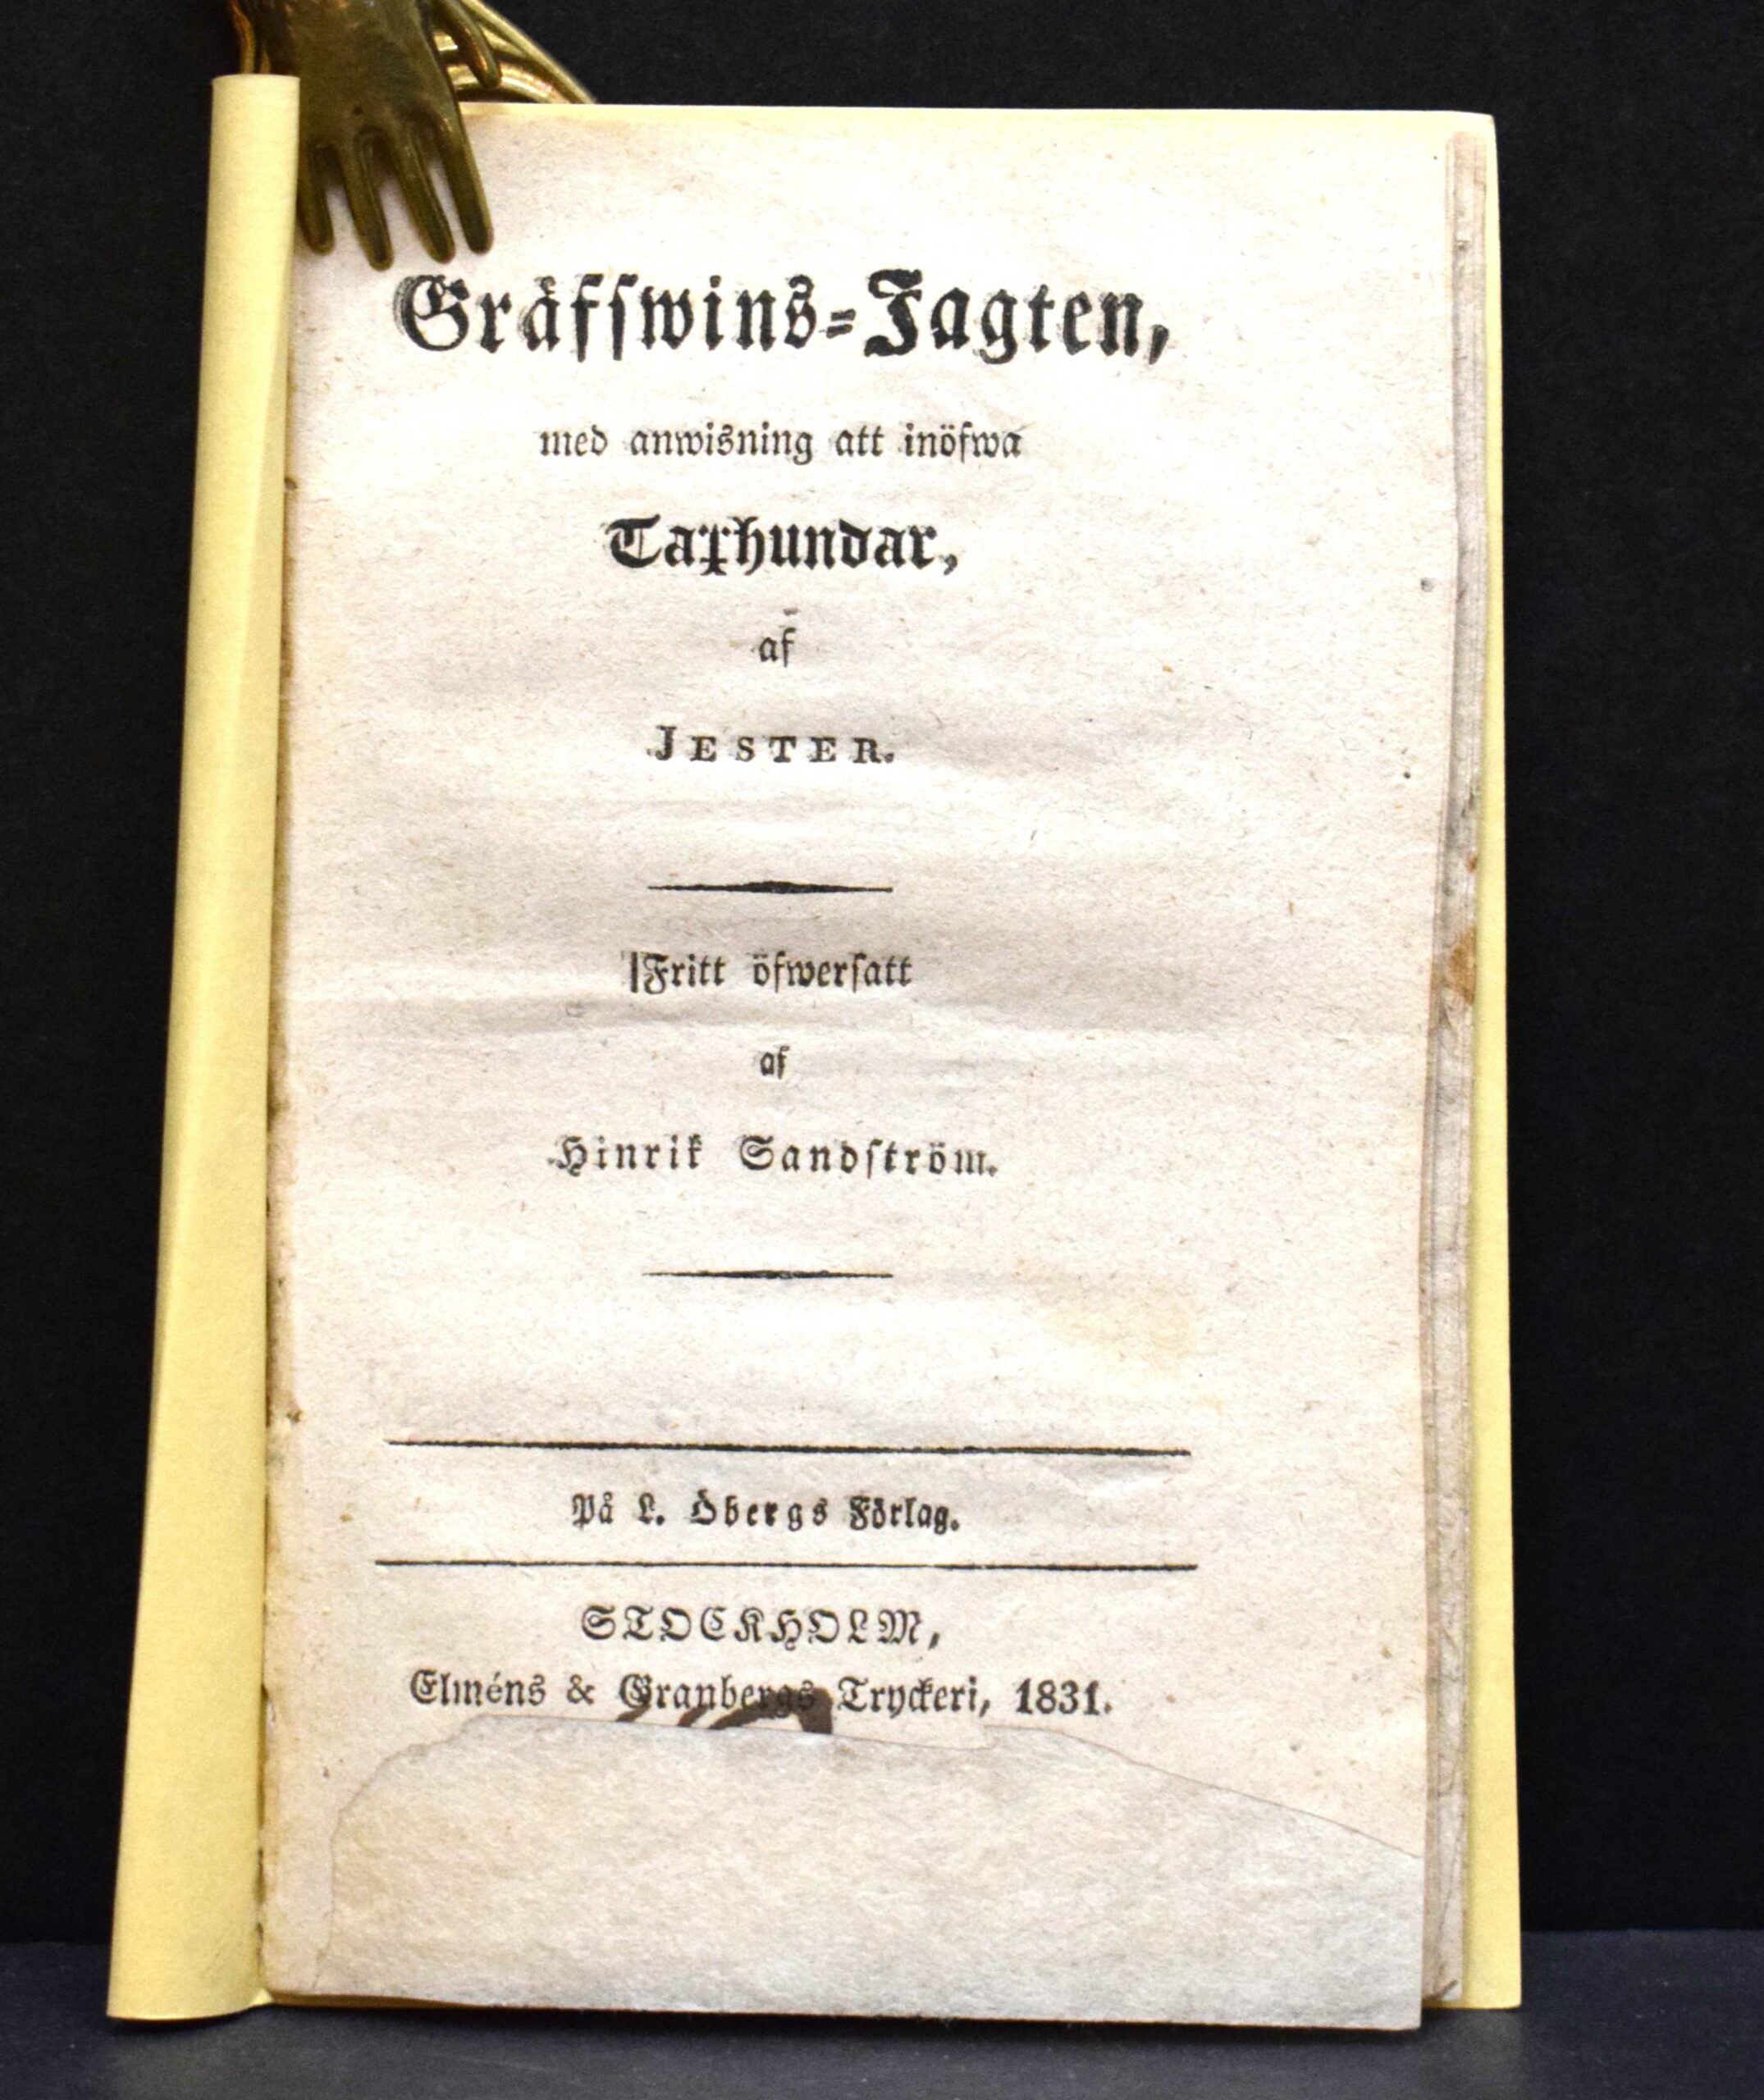 Gräfſwins-Jagten,
med anwisning att inöfwa
Taxhundar,
af
JESTER.
Fritt öfwerſatt
af
Hinrik Sandſtröm.
På L. Öbergs Förlag.
STOCKHOLM,
Elméns & Granbergs Tryckeri, 1831.